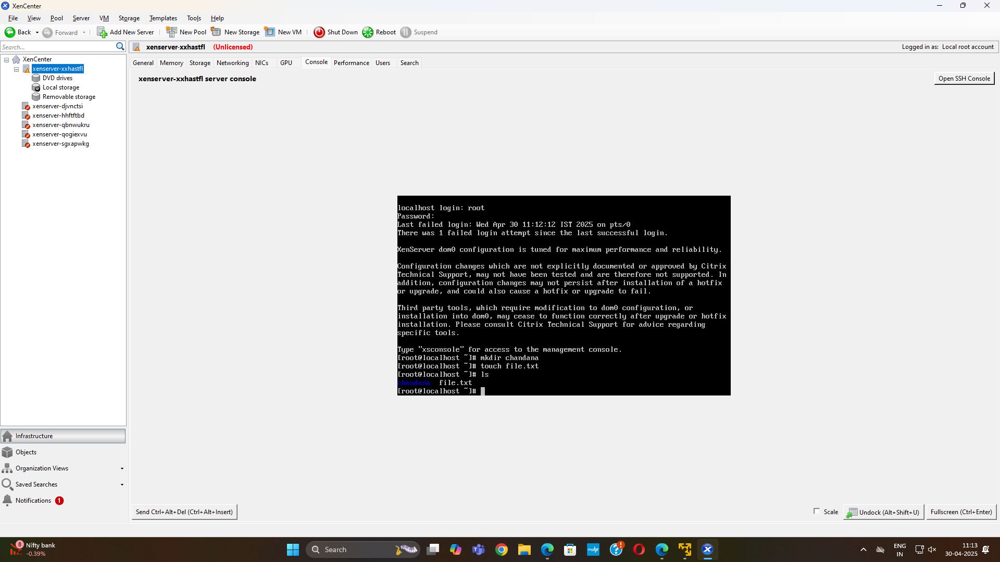 XenCenter
File View Pool Server VM Storage Templates Tools Help
Back Forward Add New Server New Pool New Storage New VM Shut Down Reboot Suspend
Search...
xenserver-xxhastfl (Unlicensed)
Logged in as: Local root account
XenCenter
xenserver-xxhastfl
DVD drives
Local storage
Removable storage
xenserver-djvnctsi
xenserver-hhftftbd
xenserver-qbnwukru
xenserver-qogiexvu
xenserver-sgxapwkg
General Memory Storage Networking NICs GPU Console Performance Users Search
xenserver-xxhastfl server console
Open SSH Console
localhost login: root
Password:
Last failed login: Wed Apr 30 11:12:12 IST 2025 on pts/0
There was 1 failed login attempt since the last successful login.
XenServer dom0 configuration is tuned for maximum performance and reliability.
Configuration changes which are not explicitly documented or approved by Citrix
Technical Support, may not have been tested and are therefore not supported. In
addition, configuration changes may not persist after installation of a hotfix
or upgrade, and could also cause a hotfix or upgrade to fail.
Third party tools, which require modification to dom0 configuration, or
installation into dom0, may cease to function correctly after upgrade or hotfix
installation. Please consult Citrix Technical Support for advice regarding
specific tools.
Type "xsconsole" for access to the management console.
[root@localhost ~]# mkdir chandana
[root@localhost ~]# touch file.txt
[root@localhost ~]# ls
chandana file.txt
[root@localhost ~]#
Infrastructure
Objects
Organization Views
Saved Searches
Notifications 1
Send Ctrl+Alt+Del (Ctrl+Alt+Insert)
Scale Undock (Alt+Shift+U) Fullscreen (Ctrl+Enter)
8
Nifty bank
-0.39%
Search
myhp
ENG
IN
11:13
30-04-2025